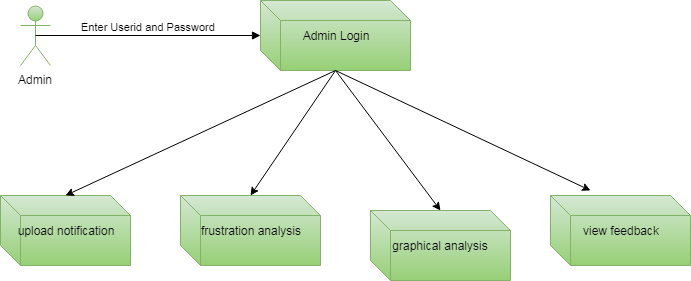 Enter Userid and Password
Admin Login
Admin
upload notification
frustration analysis
graphical analysis
view feedback